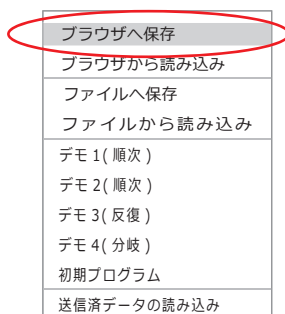 ブラウザへ保存
ブラウザから読み込み
ファイルへ保存
ファイルから読み込み
デモ1(順次)
デモ2(順次)
デモ3(反復)
デモ4(分岐)
初期プログラム
送信済データの読み込み